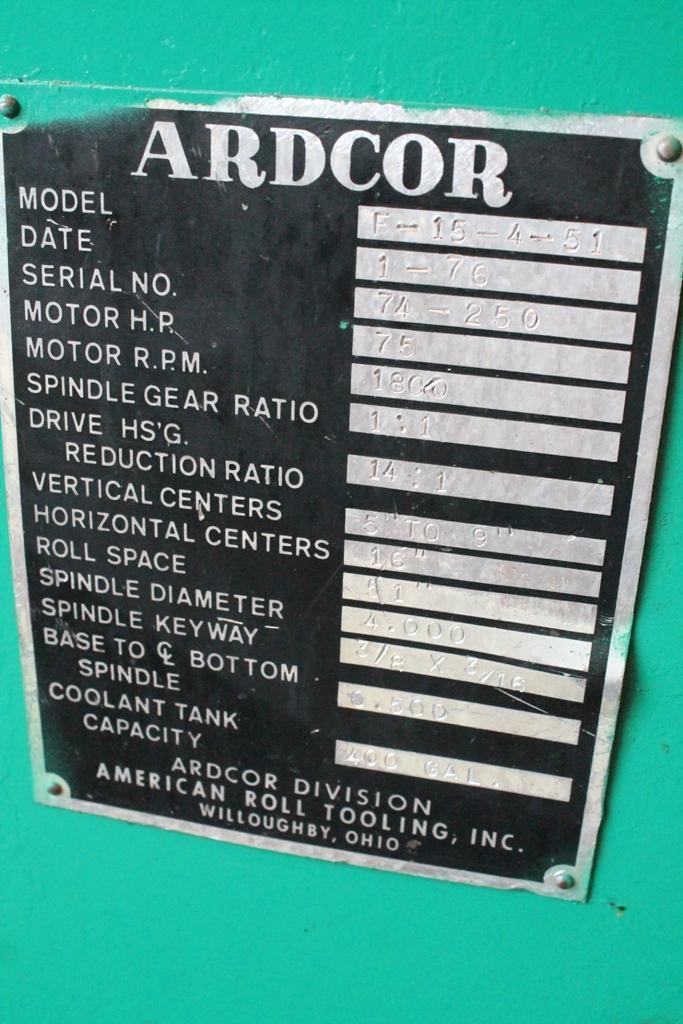 ARDCOR
MODEL F-15-4-51
DATE 1-76
SERIAL NO. 74-250
MOTOR H.P. 75
MOTOR R.P.M. 1800
SPINDLE GEAR RATIO 1:1
DRIVE HS'G.
REDUCTION RATIO 14:1
VERTICAL CENTERS 5" TO 9"
HORIZONTAL CENTERS 16"
ROLL SPACE 51"
SPINDLE DIAMETER 4.000
SPINDLE KEYWAY 3/8 X 3/16
BASE TO ℄ BOTTOM
SPINDLE 6.500
COOLANT TANK
CAPACITY 400 GAL.
ARDCOR DIVISION
AMERICAN ROLL TOOLING, INC.
WILLOUGHBY, OHIO